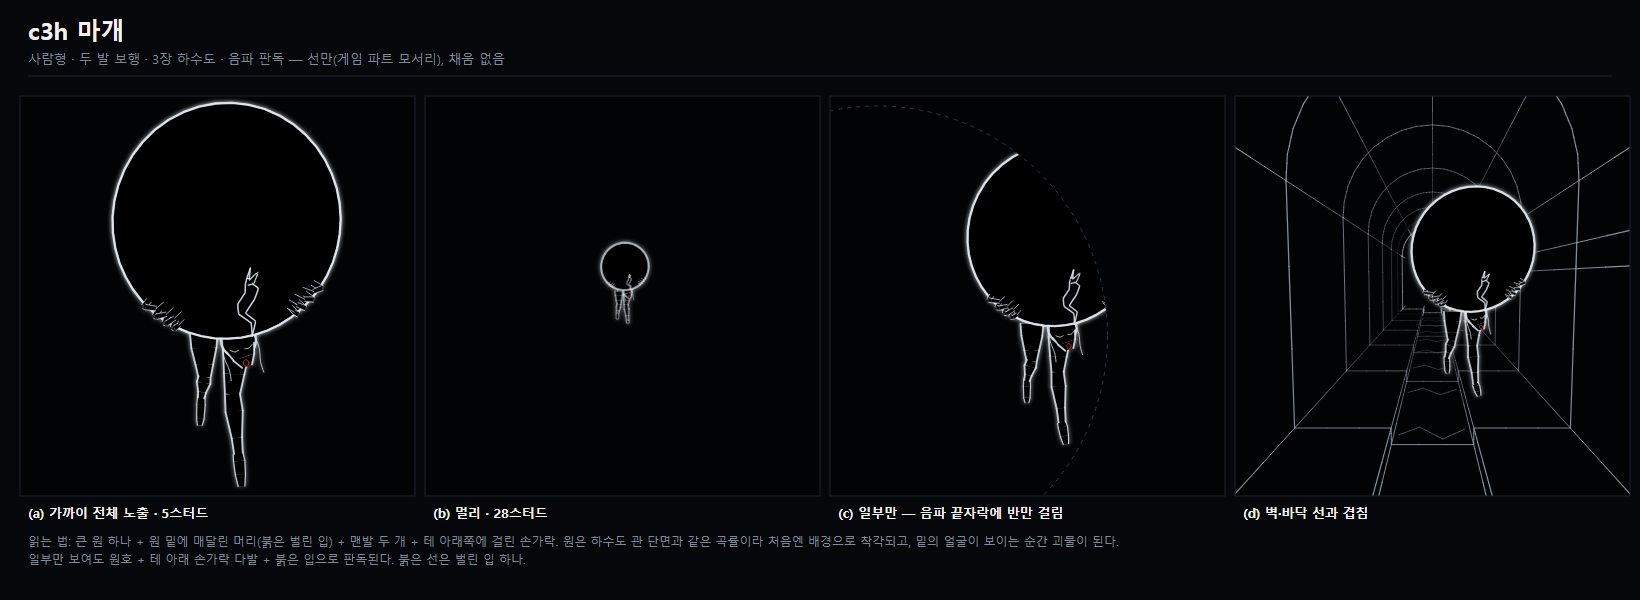 c3h 마개
사람형 · 두 발 보행 · 3장 하수도 · 음파 판독 — 선만(게임 파트 모서리), 채움 없음
(a) 가까이 전체 노출 · 5스터드
(b) 멀리 · 28스터드
(c) 일부만 — 음파 끝자락에 반만 걸림
(d) 벽·바닥 선과 겹침
읽는 법: 큰 원 하나 + 원 밑에 매달린 머리(붉은 벌린 입) + 맨발 두 개 + 테 아래쪽에 걸린 손가락. 원은 하수도 관 단면과 같은 곡률이라 처음엔 배경으로 착각되고, 밑의 얼굴이 보이는 순간 괴물이 된다.
일부만 보여도 원호 + 테 아래 손가락 다발 + 붉은 입으로 판독된다. 붉은 선은 벌린 입 하나.